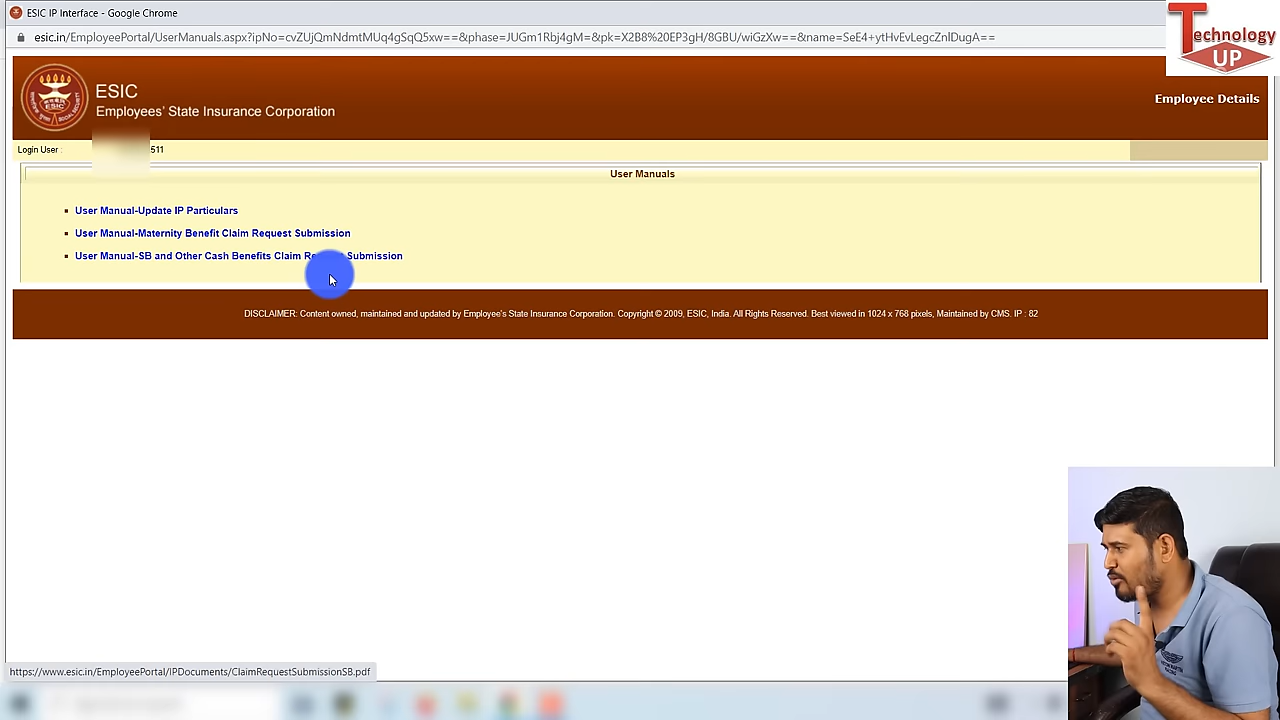 ESIC IP Interface - Google Chrome
esic.in/EmployeePortal/UserManuals.aspx?ipNo=cvZUjQmNdmtMUq4gSqQ5xw==&phase=JUGm1Rbj4gM=&pk=X2B8%20EP3gH/8GBU/wiGzXw==&name=SeE4+ytHvEvLegcZnlDugA==
Technology
UP
ESIC
Employees' State Insurance Corporation
Employee Details
Login User : 511
User Manuals
User Manual-Update IP Particulars
User Manual-Maternity Benefit Claim Request Submission
User Manual-SB and Other Cash Benefits Claim Submission
DISCLAIMER: Content owned, maintained and updated by Employee's State Insurance Corporation. Copyright © 2009, ESIC, India. All Rights Reserved. Best viewed in 1024 x 768 pixels, Maintained by CMS. IP : 82
https://www.esic.in/EmployeePortal/IPDocuments/ClaimRequestSubmissionSB.pdf